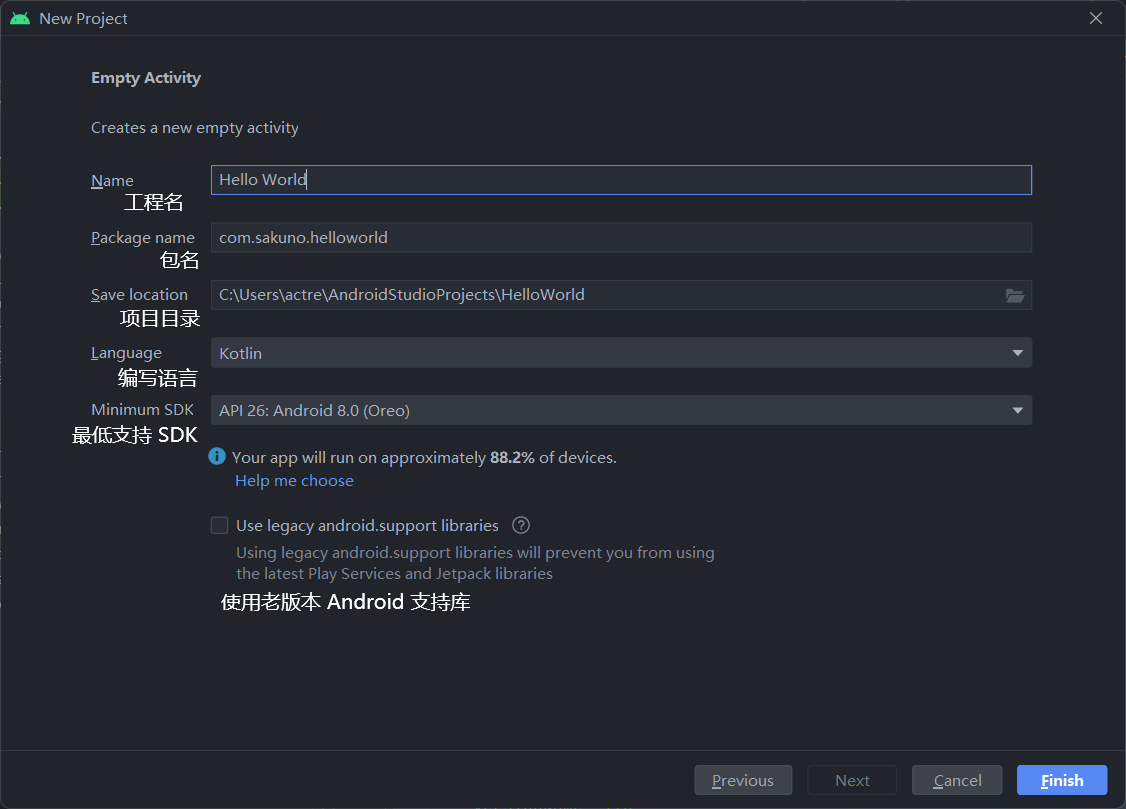 New Project
Empty Activity
Creates a new empty activity
Name
Hello World
工程名
Package name
com.sakuno.helloworld
包名
Save location
C:\Users\actre\AndroidStudioProjects\HelloWorld
项目目录
Language
Kotlin
编写语言
Minimum SDK
API 26: Android 8.0 (Oreo)
最低支持 SDK
Your app will run on approximately 88.2% of devices.
Help me choose
Use legacy android.support libraries
Using legacy android.support libraries will prevent you from using
the latest Play Services and Jetpack libraries
使用老版本 Android 支持库
Previous
Next
Cancel
Finish